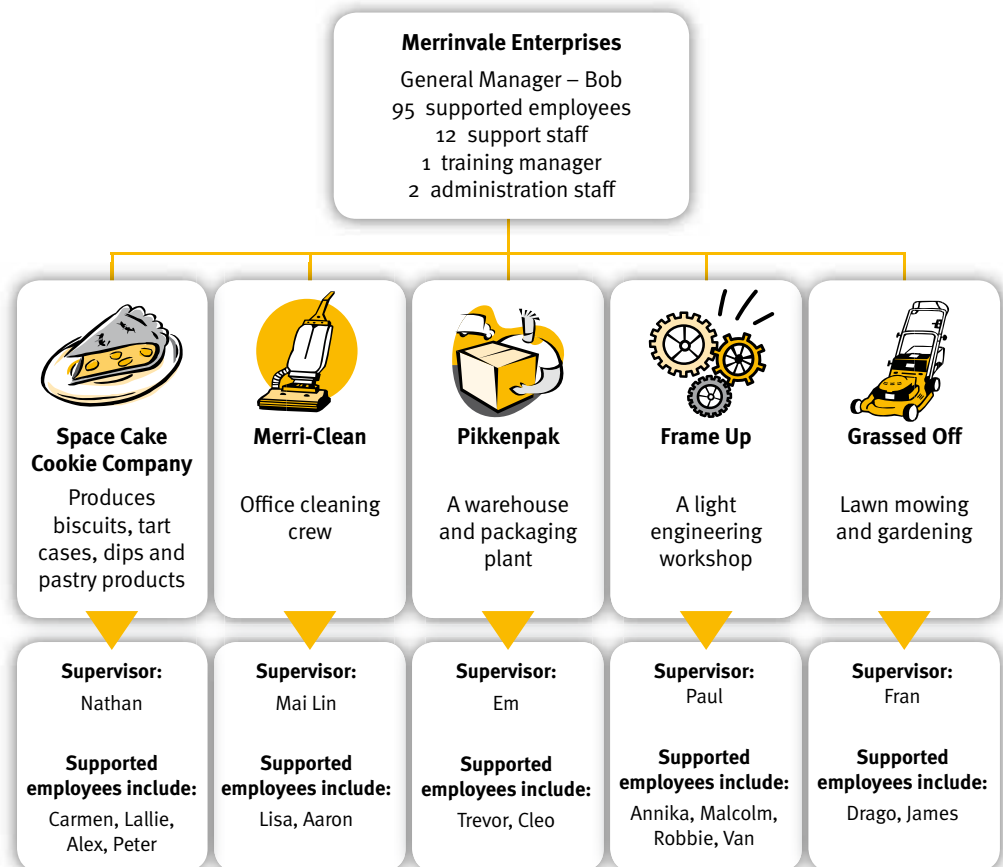 Merrinvale Enterprises
General Manager – Bob
95 supported employees
12 support staff
1 training manager
2 administration staff
Space Cake
Cookie Company
Produces
biscuits, tart
cases, dips and
pastry products
Supervisor:
Nathan
Supported
employees include:
Carmen, Lallie,
Alex, Peter
Merri-Clean
Office cleaning
crew
Supervisor:
Mai Lin
Supported
employees include:
Lisa, Aaron
Pikkenpak
A warehouse
and packaging
plant
Supervisor:
Em
Supported
employees include:
Trevor, Cleo
Frame Up
A light
engineering
workshop
Supervisor:
Paul
Supported
employees include:
Annika, Malcolm,
Robbie, Van
Grassed Off
Lawn mowing
and gardening
Supervisor:
Fran
Supported
employees include:
Drago, James